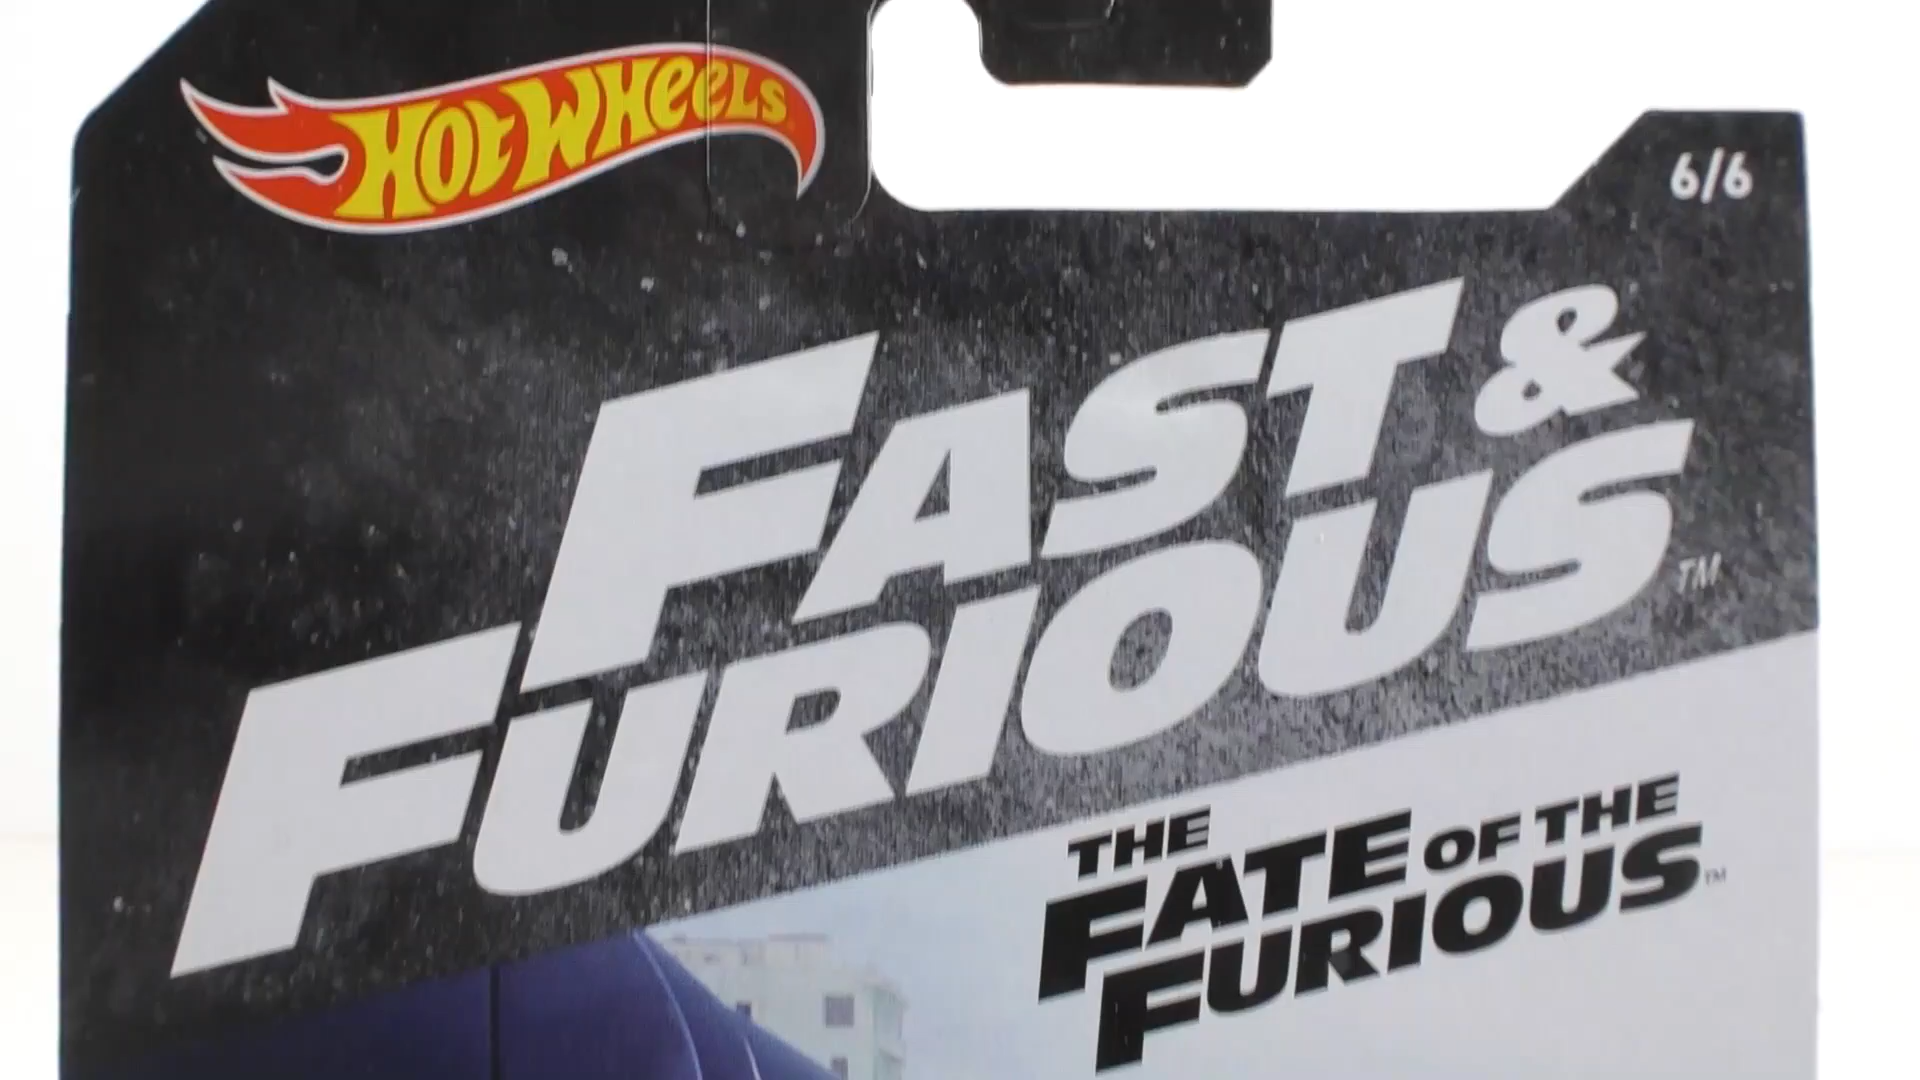 HOT WHEELS
6/6
FAST &
FURIOUS™
THE
FATE OF THE
FURIOUS™